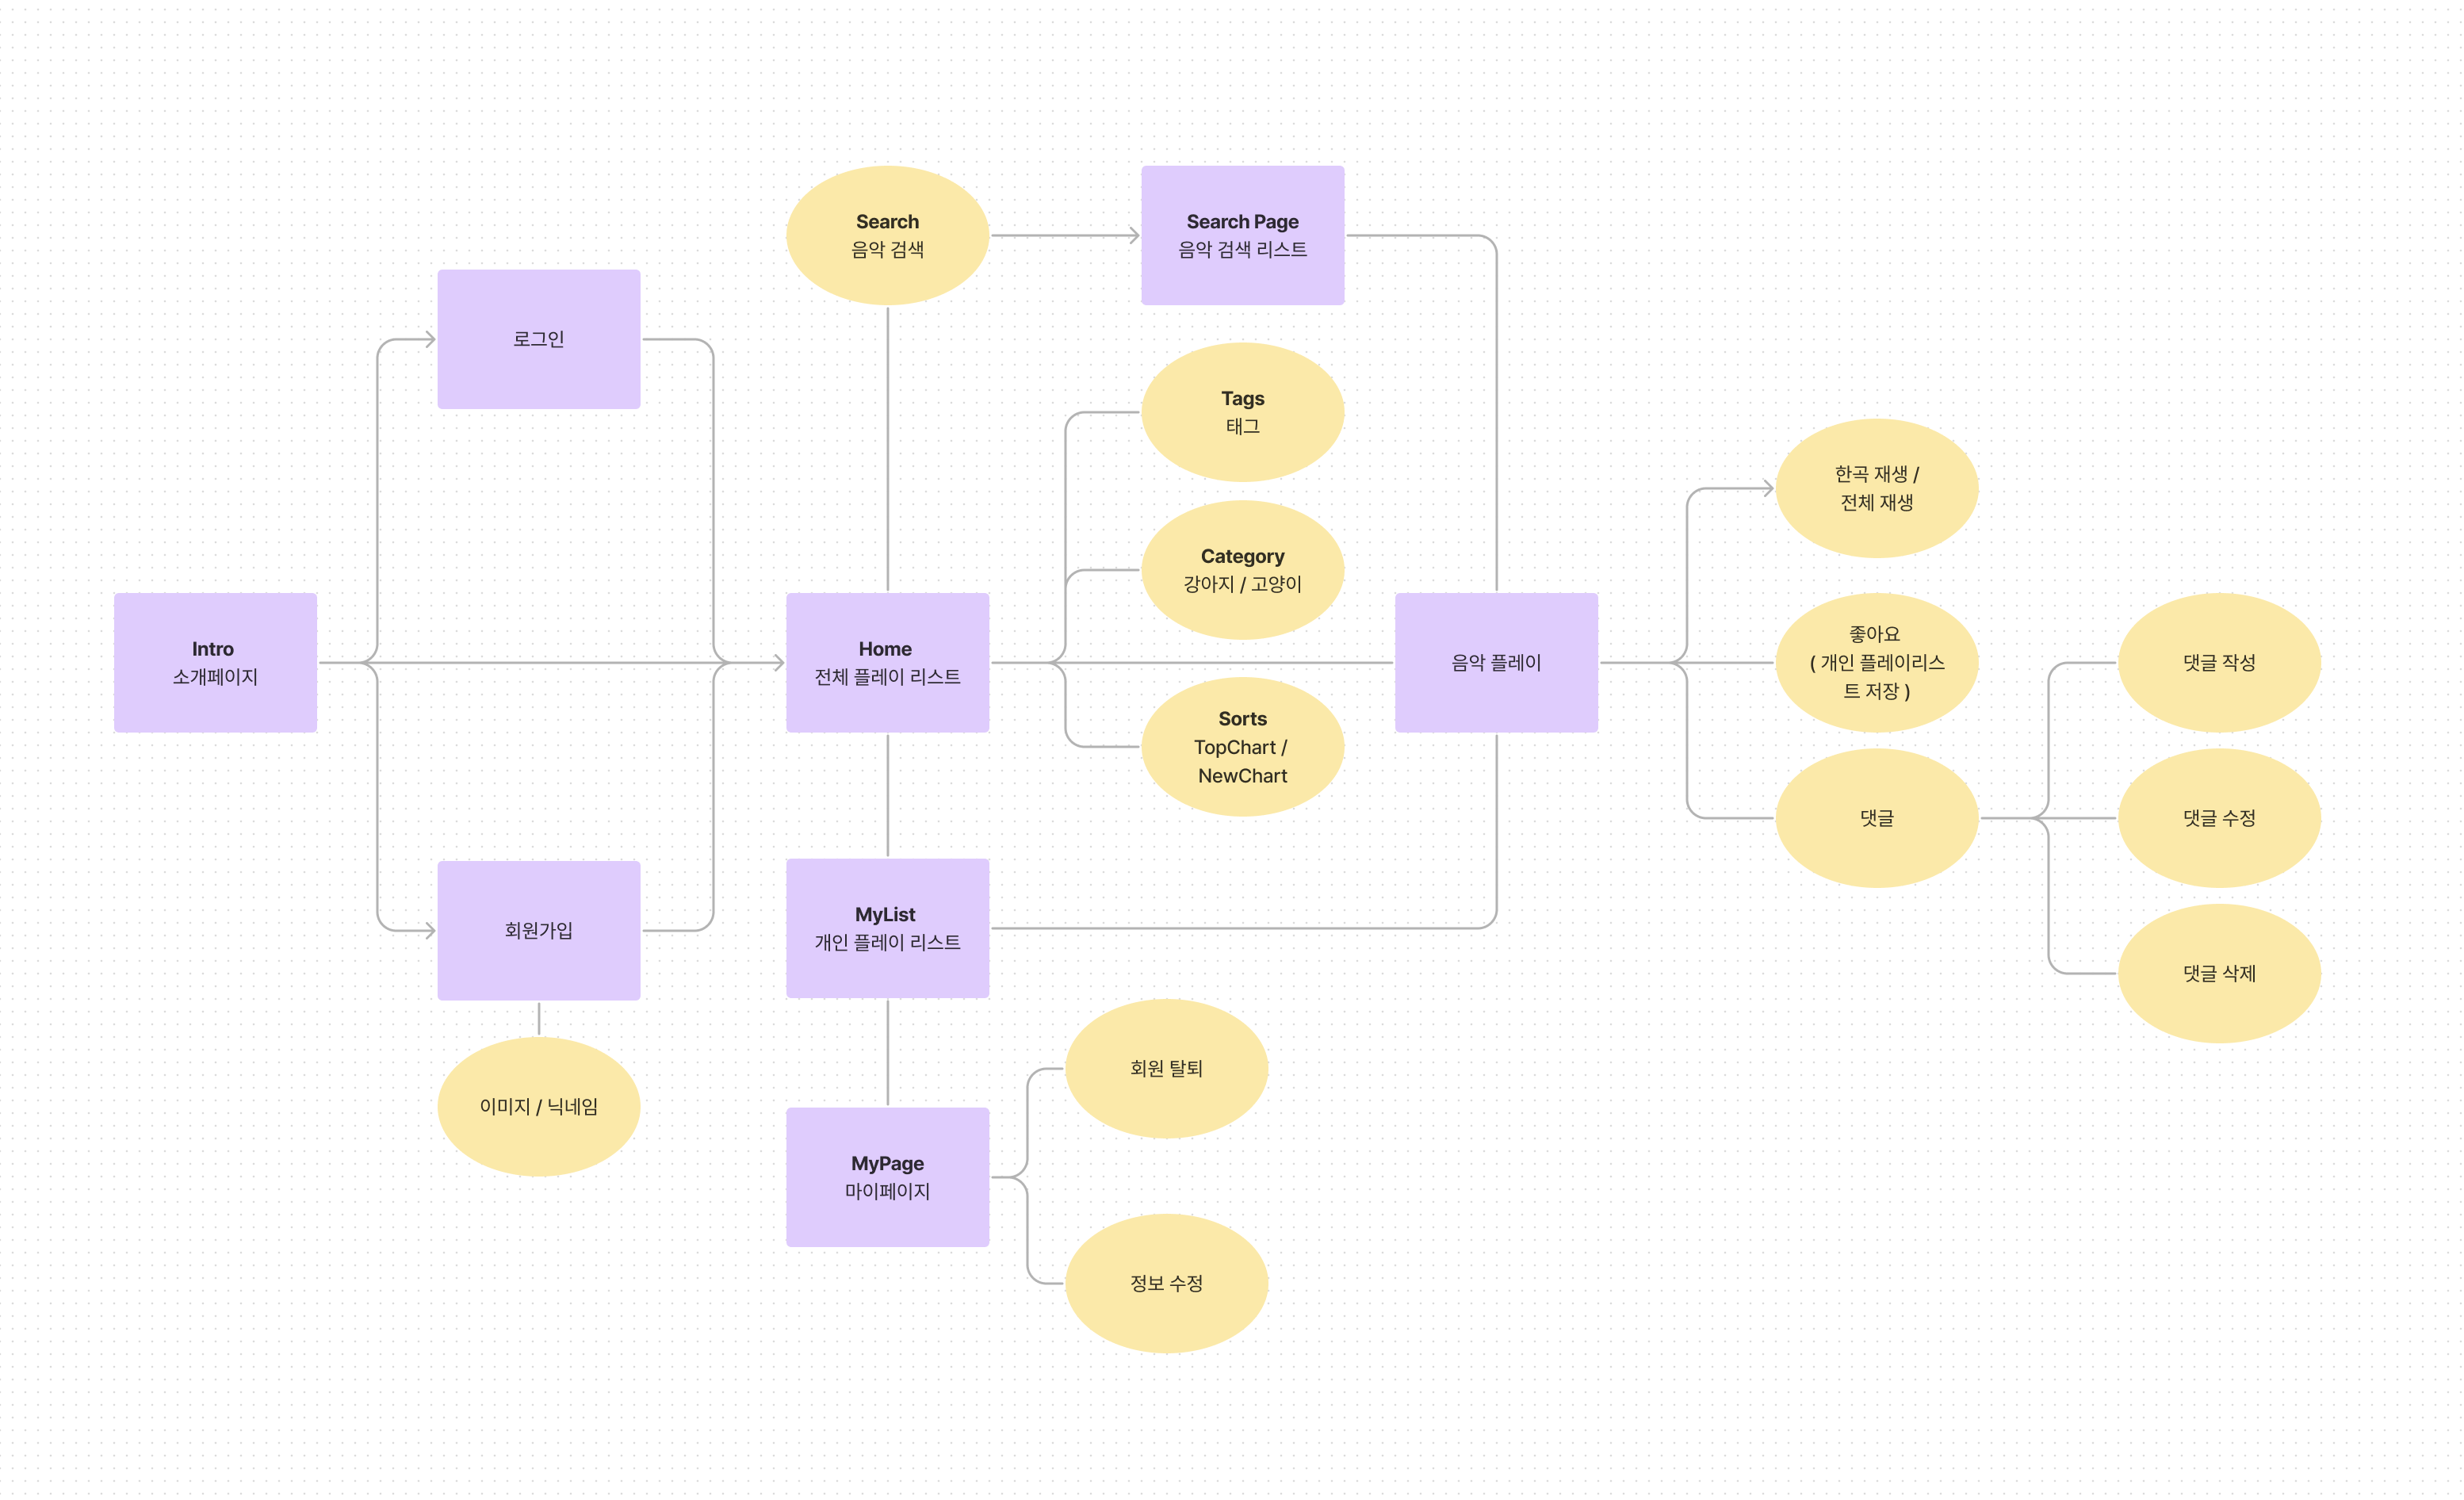 Search
음악 검색
Search Page
음악 검색 리스트
로그인
Tags
태그
한곡 재생 /
전체 재생
Category
강아지 / 고양이
Intro
소개페이지
Home
전체 플레이 리스트
음악 플레이
좋아요
( 개인 플레이리스
트 저장 )
댓글 작성
Sorts
TopChart /
NewChart
댓글
댓글 수정
회원가입
MyList
개인 플레이 리스트
댓글 삭제
이미지 / 닉네임
회원 탈퇴
MyPage
마이페이지
정보 수정